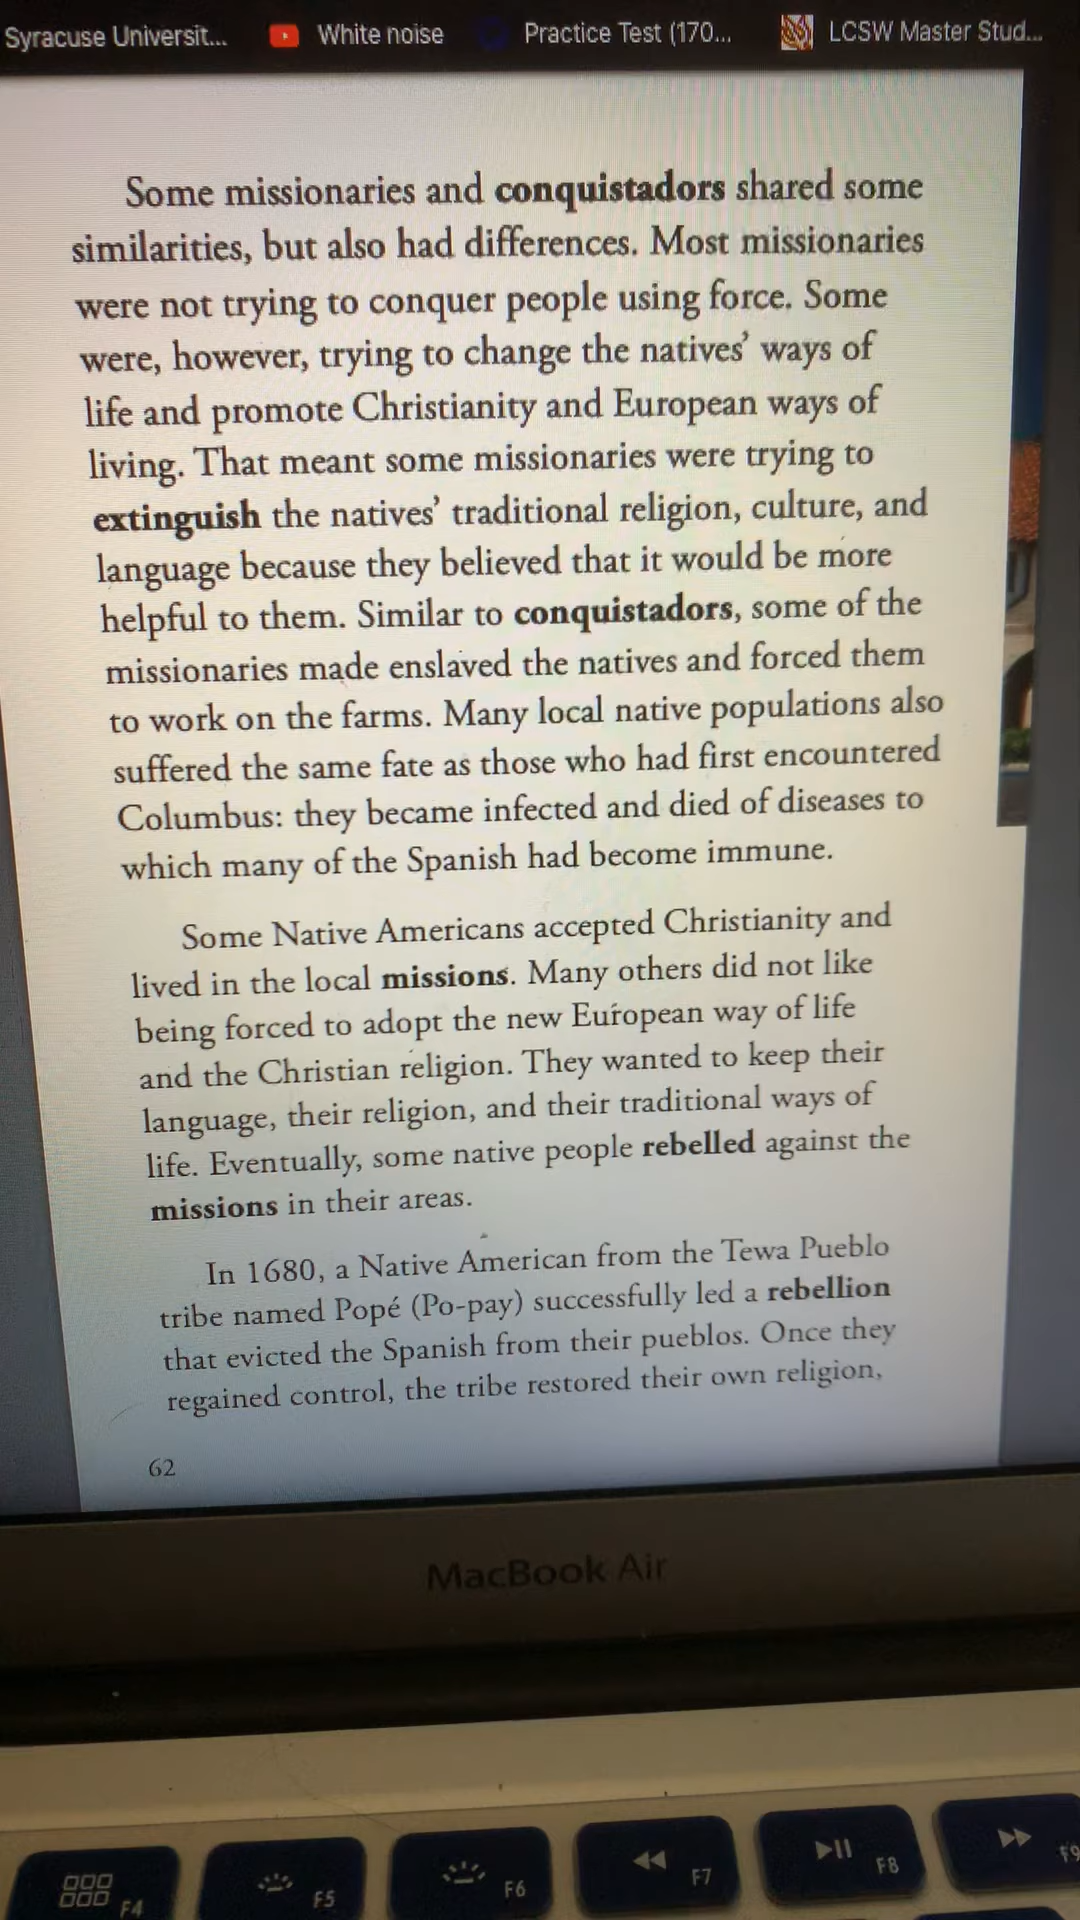 Syracuse Universit... White noise Practice Test (170... LCSW Master Stud...
Some missionaries and conquistadors shared some
similarities, but also had differences. Most missionaries
were not trying to conquer people using force. Some
were, however, trying to change the natives' ways of
life and promote Christianity and European ways of
living. That meant some missionaries were trying to
extinguish the natives' traditional religion, culture, and
language because they believed that it would be more
helpful to them. Similar to conquistadors, some of the
missionaries made enslaved the natives and forced them
to work on the farms. Many local native populations also
suffered the same fate as those who had first encountered
Columbus: they became infected and died of diseases to
which many of the Spanish had become immune.
Some Native Americans accepted Christianity and
lived in the local missions. Many others did not like
being forced to adopt the new European way of life
and the Christian religion. They wanted to keep their
language, their religion, and their traditional ways of
life. Eventually, some native people rebelled against the
missions in their areas.
In 1680, a Native American from the Tewa Pueblo
tribe named Popé (Po-pay) successfully led a rebellion
that evicted the Spanish from their pueblos. Once they
regained control, the tribe restored their own religion,
62
MacBook Air
F4 F5 F6 F7 F8 F9